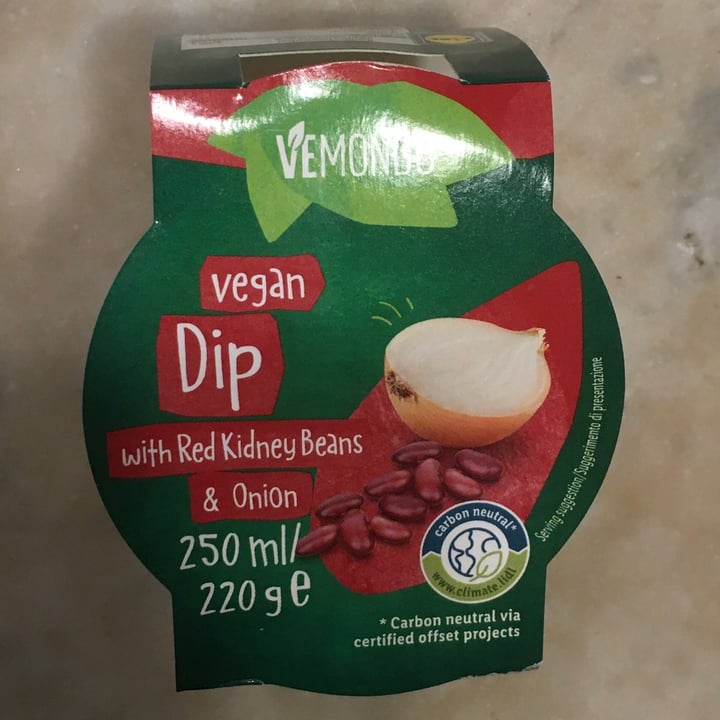 VEMONDO
vegan
Dip
with Red Kidney Beans
& Onion
250 ml/
220 g e
carbon neutral*
www.climate.lidl
* Carbon neutral via
certified offset projects
Serving suggestion/Suggerimento di presentazione